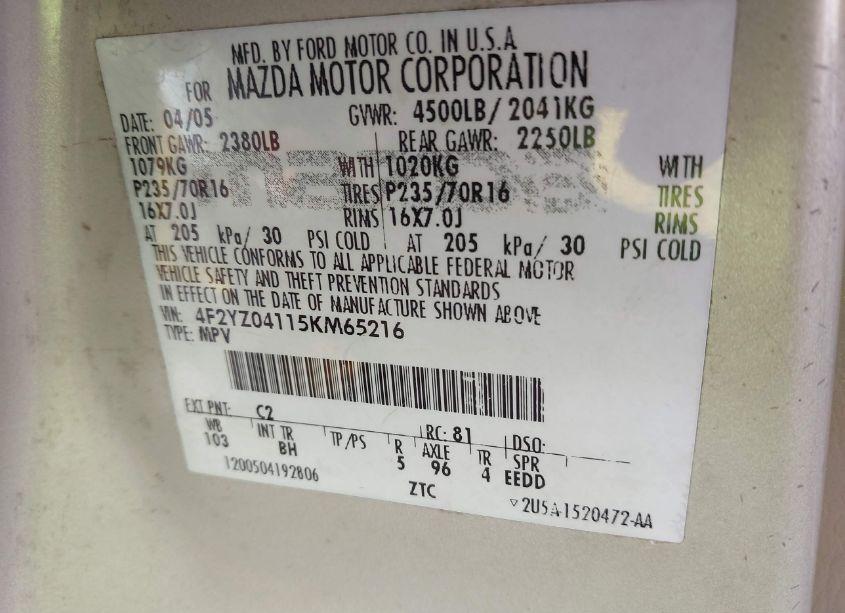 MFD. BY FORD MOTOR CO. IN U.S.A
FOR MAZDA MOTOR CORPORATION
DATE: 04/05 GVWR: 4500LB/ 2041KG
FRONT GAWR: 2380LB REAR GAWR: 2250LB
1079KG WITH 1020KG WITH
P235/70R16 TIRES P235/70R16 TIRES
16X7.0J RIMS 16X7.0J RIMS
AT 205 kPa/ 30 PSI COLD AT 205 kPa/ 30 PSI COLD
THIS VEHICLE CONFORMS TO ALL APPLICABLE FEDERAL MOTOR
VEHICLE SAFETY AND THEFT PREVENTION STANDARDS
IN EFFECT ON THE DATE OF MANUFACTURE SHOWN ABOVE
VIN: 4F2YZ04115KM65216
TYPE: MPV
EXT PNT: C2 RC: 81 DSO:
WB INT TR TP/PS R AXLE TR SPR
103 BH 5 96 4 EEDD
1200504192806 ZTC 2U5A1520472-AA